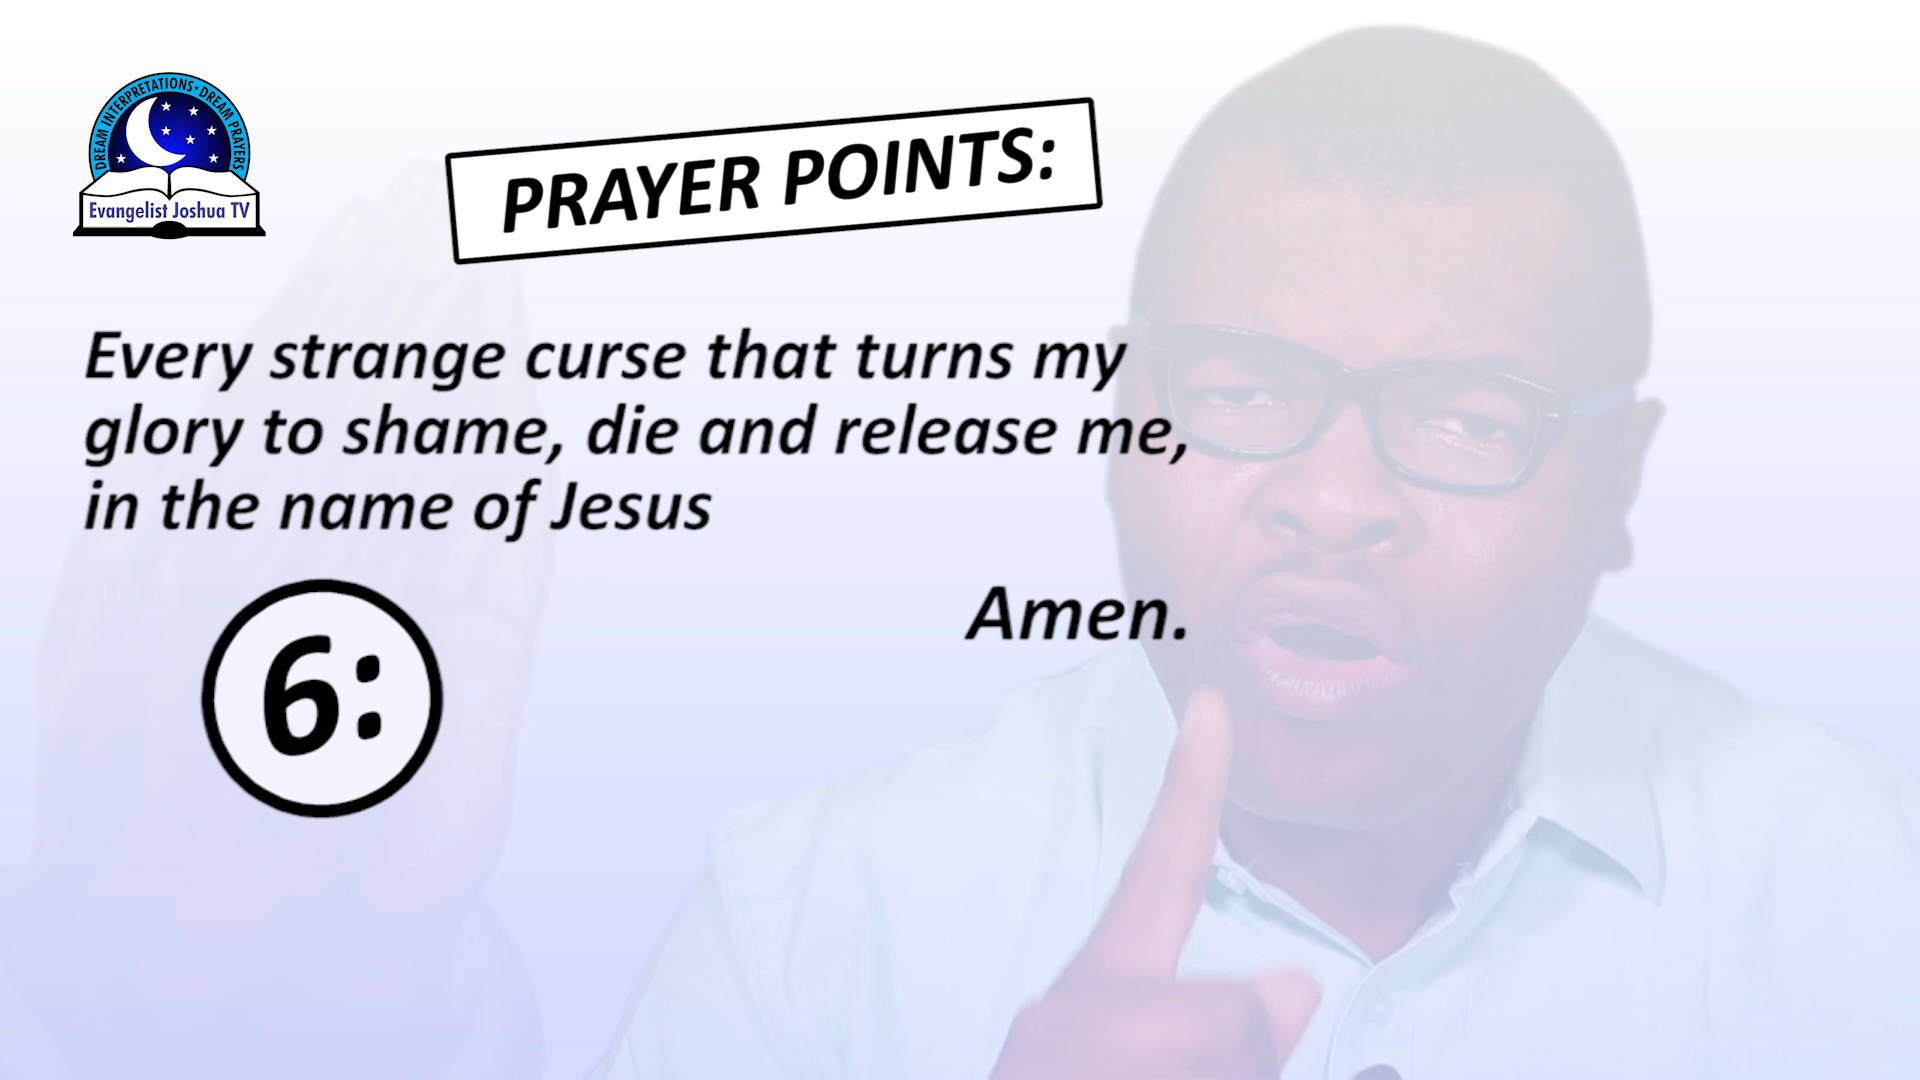 DREAM INTERPRETATIONS • DREAM PRAYERS
Evangelist Joshua TV
PRAYER POINTS:
Every strange curse that turns my
glory to shame, die and release me,
in the name of Jesus
Amen.
6: